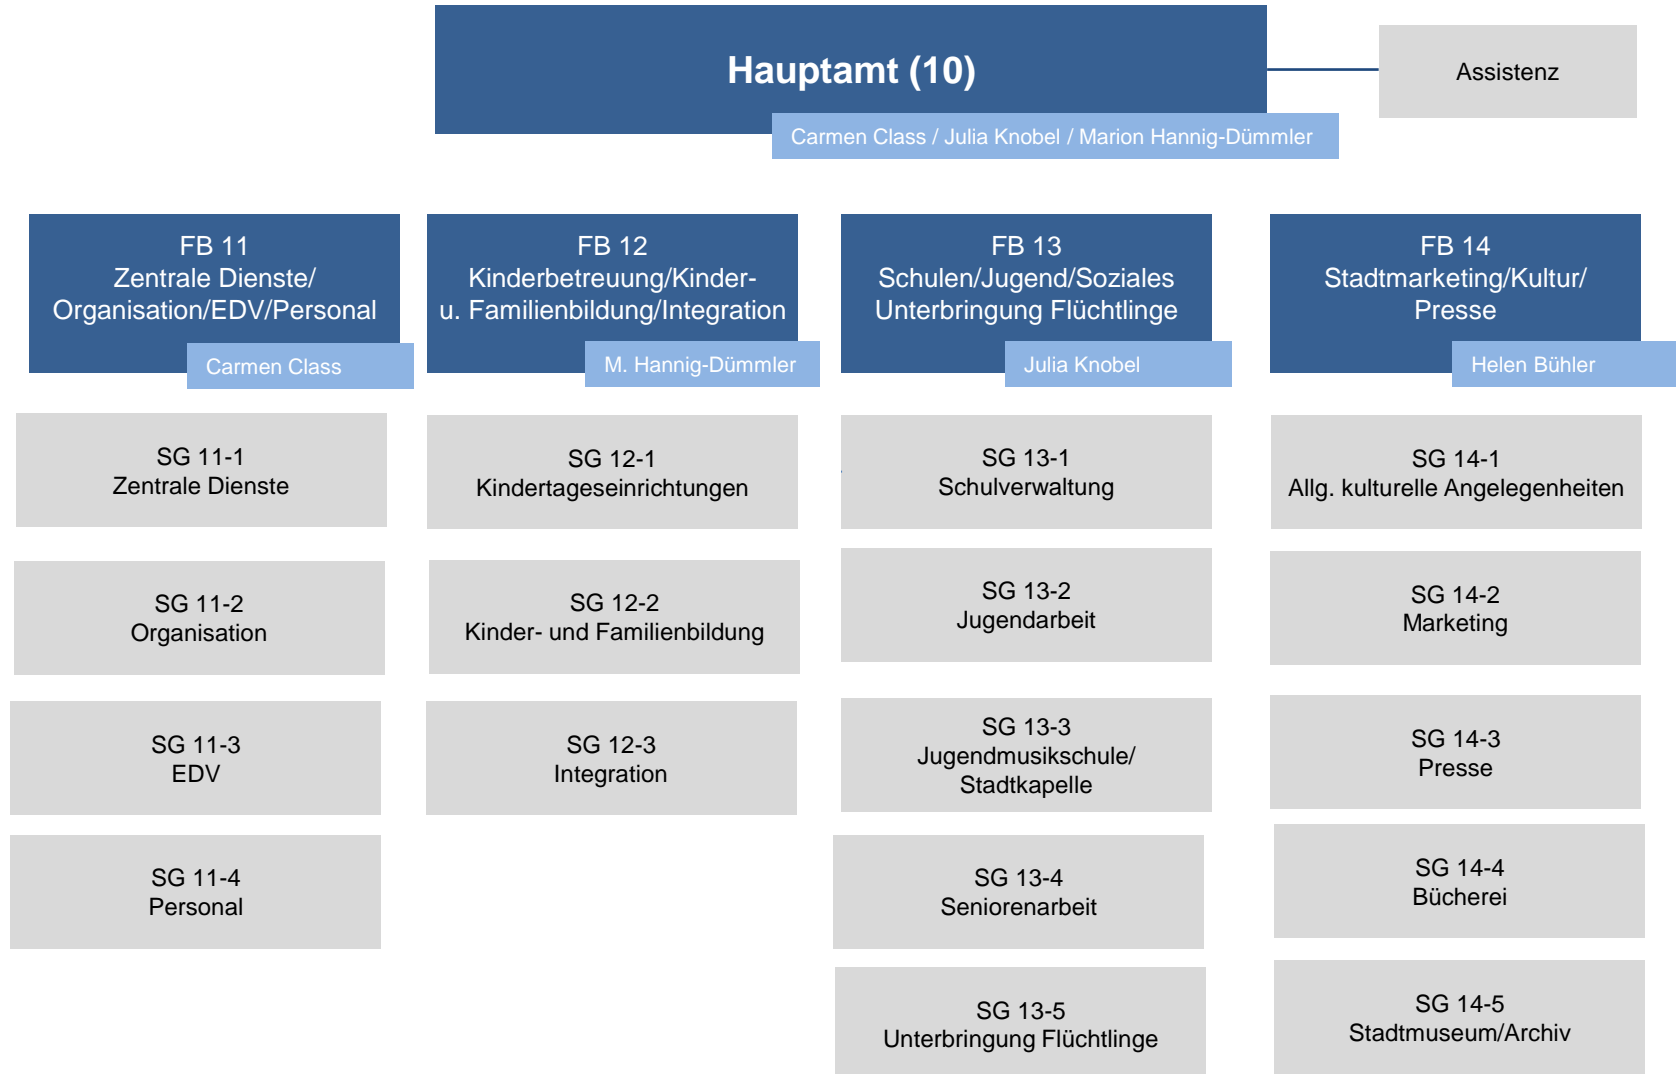 Hauptamt (10)
Assistenz
Carmen Class / Julia Knobel / Marion Hannig-Dümmler
FB 11
Zentrale Dienste/
Organisation/EDV/Personal
Carmen Class
FB 12
Kinderbetreuung/Kinder-
u. Familienbildung/Integration
M. Hannig-Dümmler
FB 13
Schulen/Jugend/Soziales
Unterbringung Flüchtlinge
Julia Knobel
FB 14
Stadtmarketing/Kultur/
Presse
Helen Bühler
SG 11-1
Zentrale Dienste
SG 12-1
Kindertageseinrichtungen
SG 13-1
Schulverwaltung
SG 14-1
Allg. kulturelle Angelegenheiten
SG 11-2
Organisation
SG 12-2
Kinder- und Familienbildung
SG 13-2
Jugendarbeit
SG 14-2
Marketing
SG 11-3
EDV
SG 12-3
Integration
SG 13-3
Jugendmusikschule/
Stadtkapelle
SG 14-3
Presse
SG 11-4
Personal
SG 13-4
Seniorenarbeit
SG 14-4
Bücherei
SG 13-5
Unterbringung Flüchtlinge
SG 14-5
Stadtmuseum/Archiv